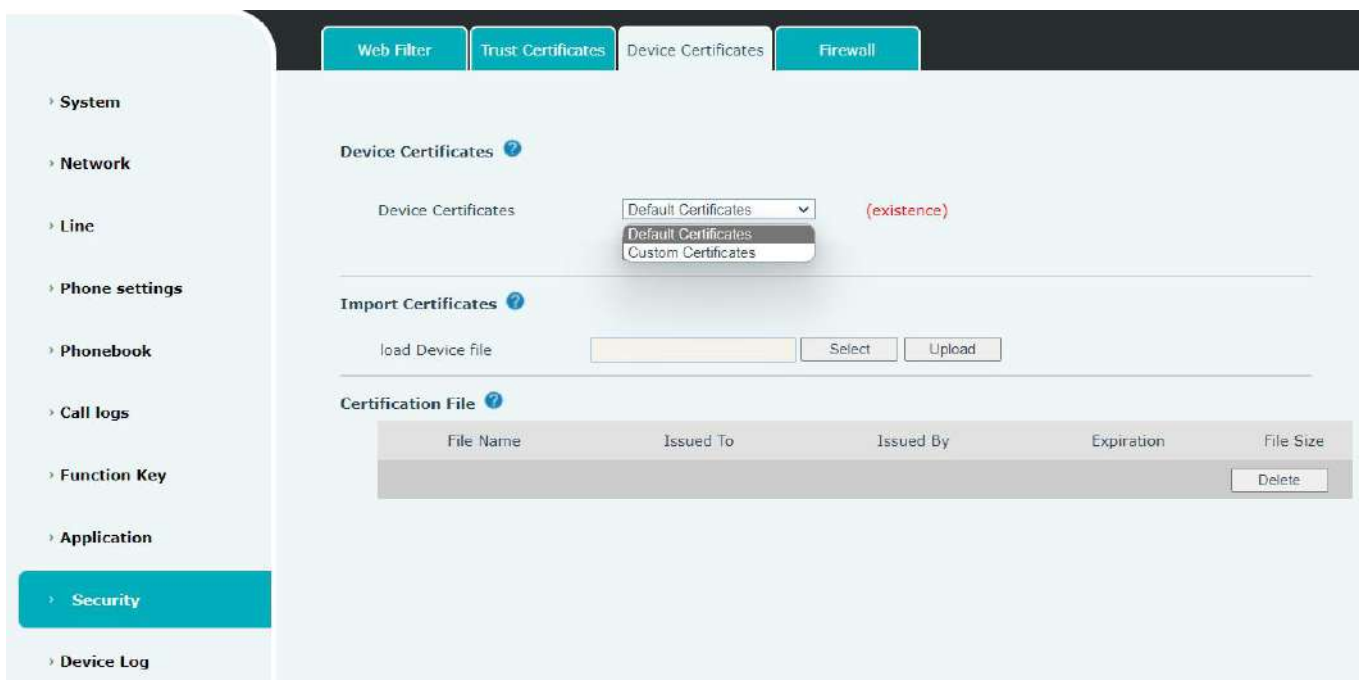 Web Filter Trust Certificates Device Certificates Firewall
System
Network
Line
Phone settings
Phonebook
Call logs
Function Key
Application
Security
Device Log
Device Certificates ?
Device Certificates Default Certificates (existence)
Default Certificates
Custom Certificates
Import Certificates ?
load Device file Select Upload
Certification File ?
File Name Issued To Issued By Expiration File Size
Delete